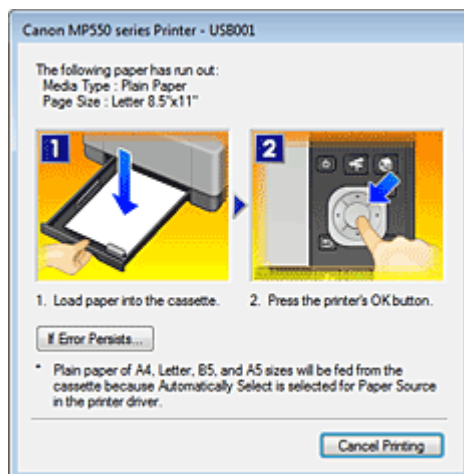 Canon MP550 series Printer - USB001
The following paper has run out:
Media Type : Plain Paper
Page Size : Letter 8.5"x11"
1
2
1. Load paper into the cassette.
2. Press the printer's OK button.
If Error Persists...
* Plain paper of A4, Letter, B5, and A5 sizes will be fed from the
cassette because Automatically Select is selected for Paper Source
in the printer driver.
Cancel Printing